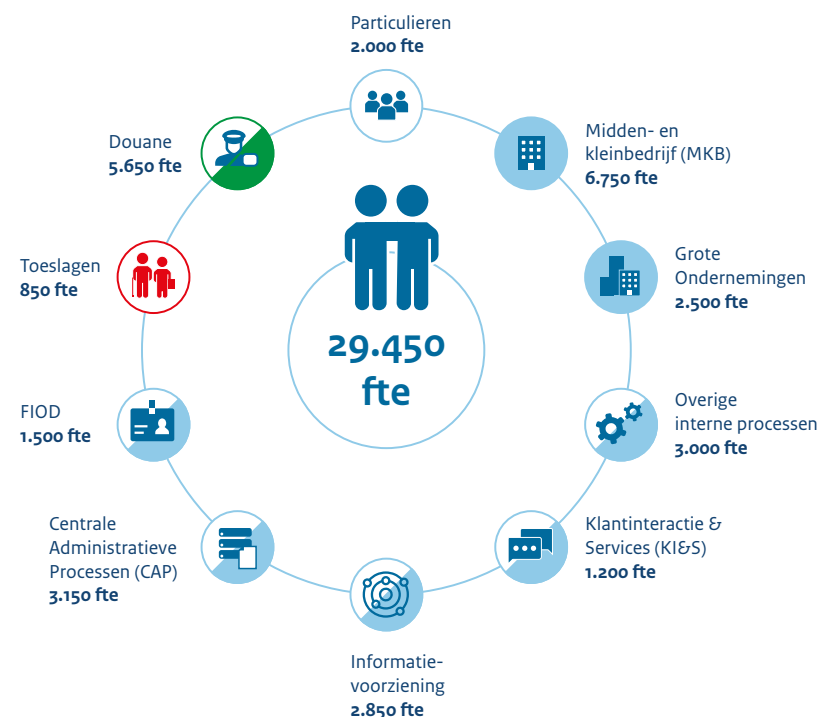 Particulieren
2.000 fte
Midden- en
kleinbedrijf (MKB)
6.750 fte
Grote
Ondernemingen
2.500 fte
Overige
interne processen
3.000 fte
Klantinteractie &
Services (KI&S)
1.200 fte
Informatie-
voorziening
2.850 fte
Centrale
Administratieve
Processen (CAP)
3.150 fte
FIOD
1.500 fte
Toeslagen
850 fte
Douane
5.650 fte
29.450
fte